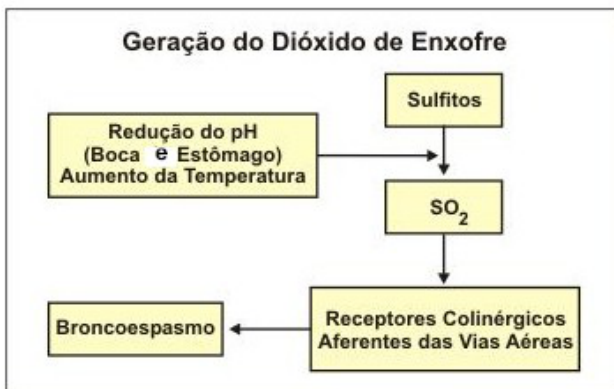 Geração do Dióxido de Enxofre
Sulfitos
Redução do pH
(Boca e Estômago)
Aumento da Temperatura
SO₂
Receptores Colinérgicos
Aferentes das Vias Aéreas
Broncoespasmo